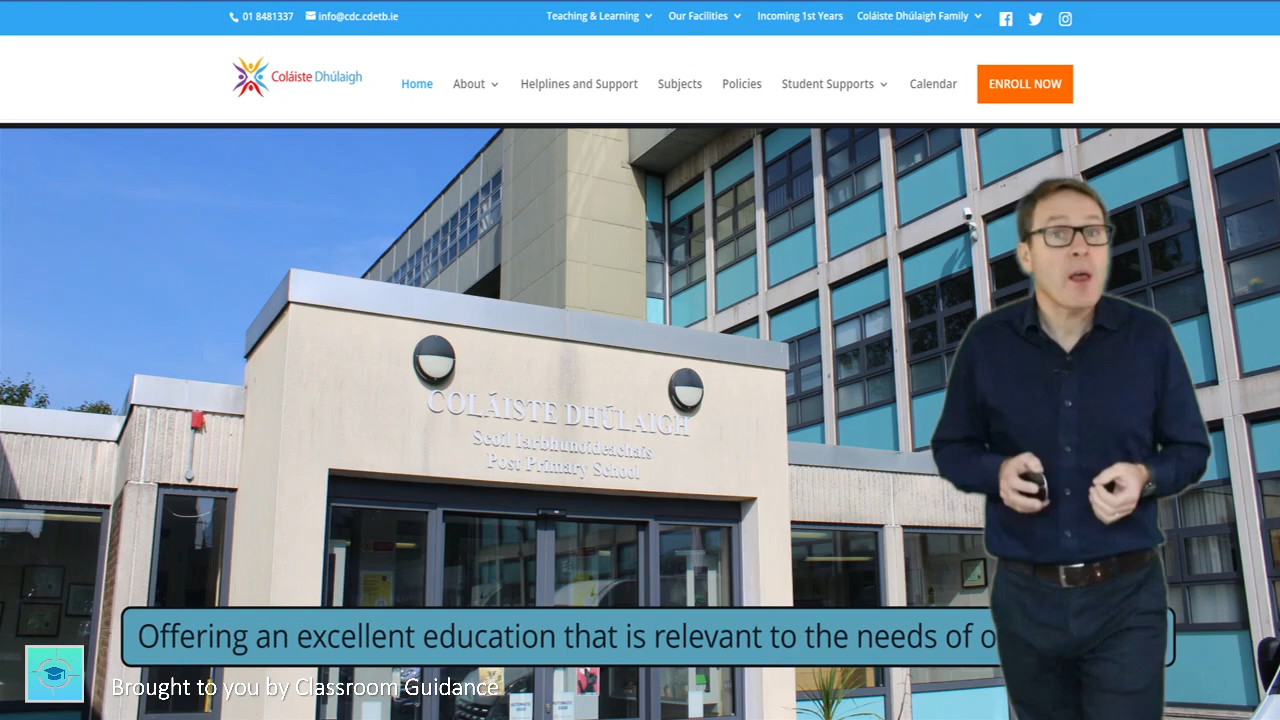 01 8481337 info@cdc.cdetb.ie Teaching & Learning Our Facilities Incoming 1st Years Coláiste Dhúlaigh Family
Coláiste Dhúlaigh Home About Helplines and Support Subjects Policies Student Supports Calendar ENROLL NOW
COLÁISTE DHÚLAIGH
Scoil Iarbhunoideachais
Post Primary School
Offering an excellent education that is relevant to the needs of o
Brought to you by Classroom Guidance